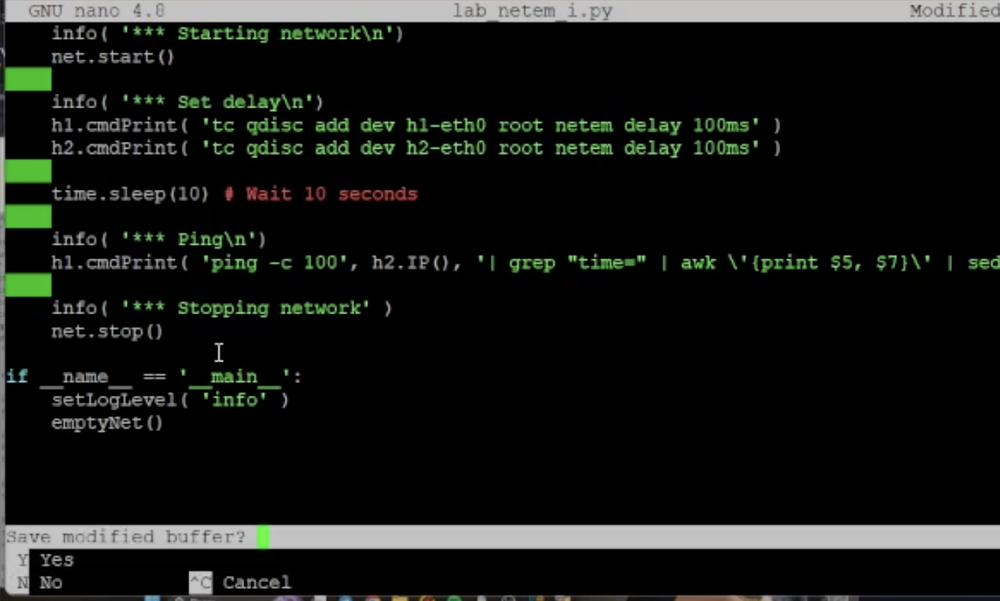 GNU nano 4.8 lab_netem_i.py Modified
info( '*** Starting network\n')
net.start()
info( '*** Set delay\n')
h1.cmdPrint( 'tc qdisc add dev h1-eth0 root netem delay 100ms' )
h2.cmdPrint( 'tc qdisc add dev h2-eth0 root netem delay 100ms' )
time.sleep(10) # Wait 10 seconds
info( '*** Ping\n')
h1.cmdPrint( 'ping -c 100', h2.IP(), '| grep "time=" | awk \'{print $5, $7}\' | sed
info( '*** Stopping network' )
net.stop()
if __name__ == '__main__':
setLogLevel( 'info' )
emptyNet()
Save modified buffer?
Y Yes
N No ^C Cancel